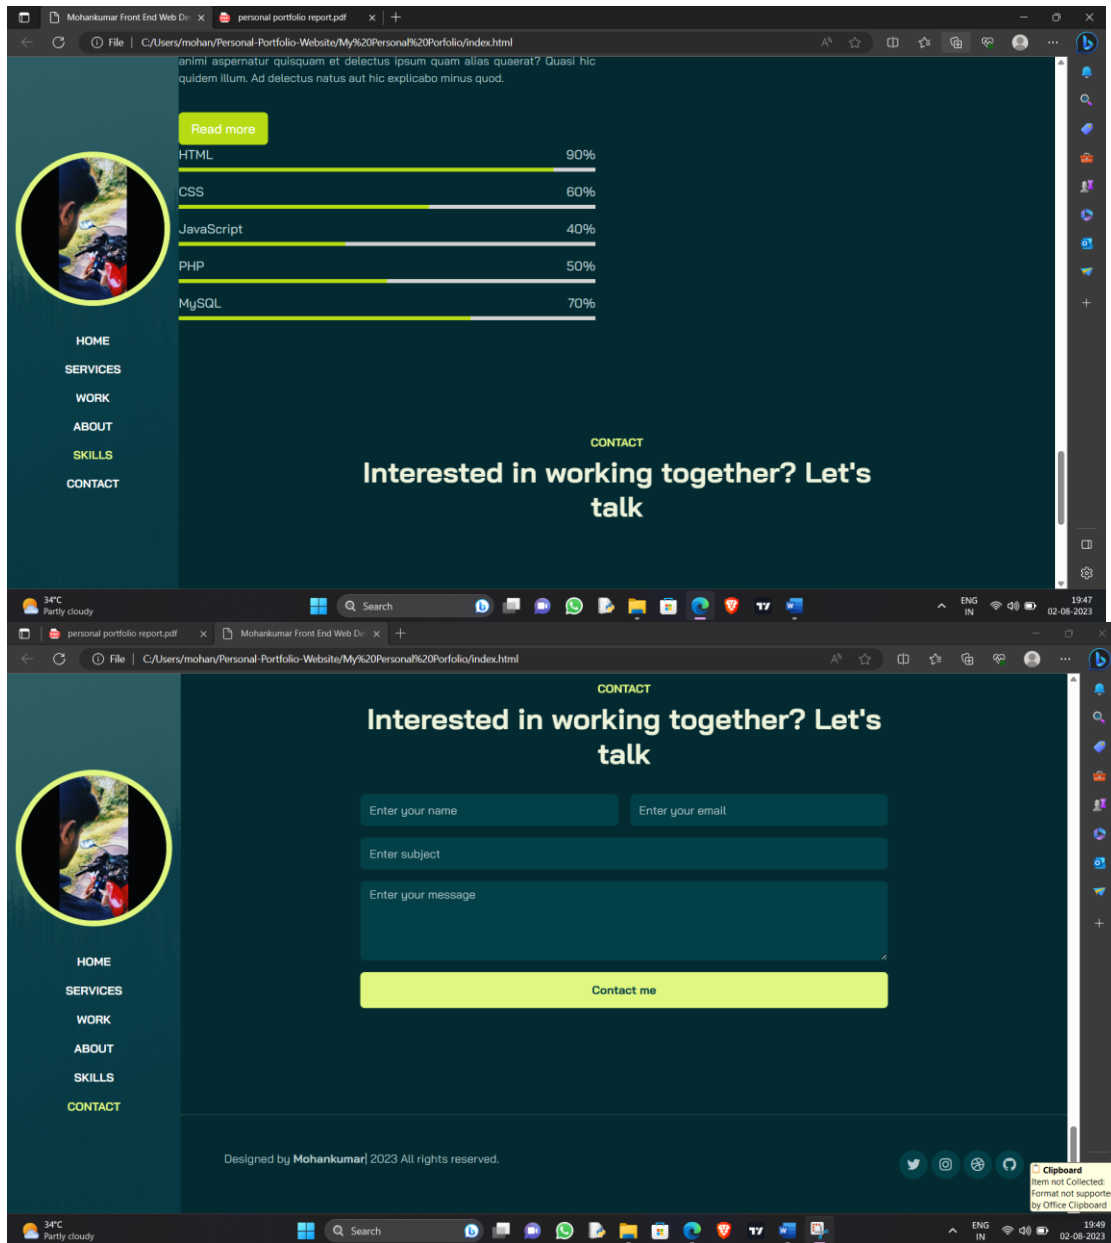 Mohankumar Front End Web De
personal portfolio report.pdf
File | C:/Users/mohan/Personal-Portfolio-Website/My%20Personal%20Porfolio/index.html
animi aspernatur quisquam et delectus ipsum quam alias quaerat? Quasi hic
quidem illum. Ad delectus natus aut hic explicabo minus quod.
Read more
HTML 90%
CSS 60%
JavaScript 40%
PHP 50%
MySQL 70%
HOME
SERVICES
WORK
ABOUT
SKILLS
CONTACT
CONTACT
Interested in working together? Let's
talk
34°C
Partly cloudy
Search
ENG
IN
19:47
02-08-2023
personal portfolio report.pdf
Mohankumar Front End Web De
File | C:/Users/mohan/Personal-Portfolio-Website/My%20Personal%20Porfolio/index.html
CONTACT
Interested in working together? Let's
talk
Enter your name
Enter your email
Enter subject
Enter your message
Contact me
HOME
SERVICES
WORK
ABOUT
SKILLS
CONTACT
Designed by Mohankumar| 2023 All rights reserved.
Clipboard
Item not Collected:
Format not supporte
by Office Clipboard
34°C
Partly cloudy
Search
ENG
IN
19:49
02-08-2023